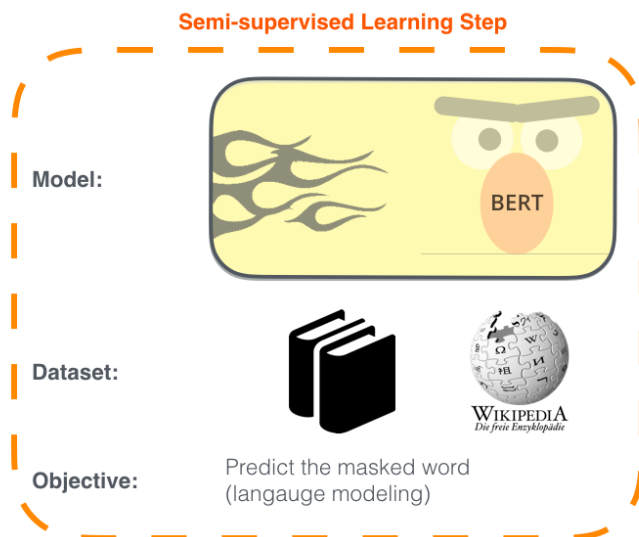 Semi-supervised Learning Step
Model:
BERT
Dataset:
WIKIPEDIA
Die freie Enzyklopädie
Objective:
Predict the masked word
(langauge modeling)